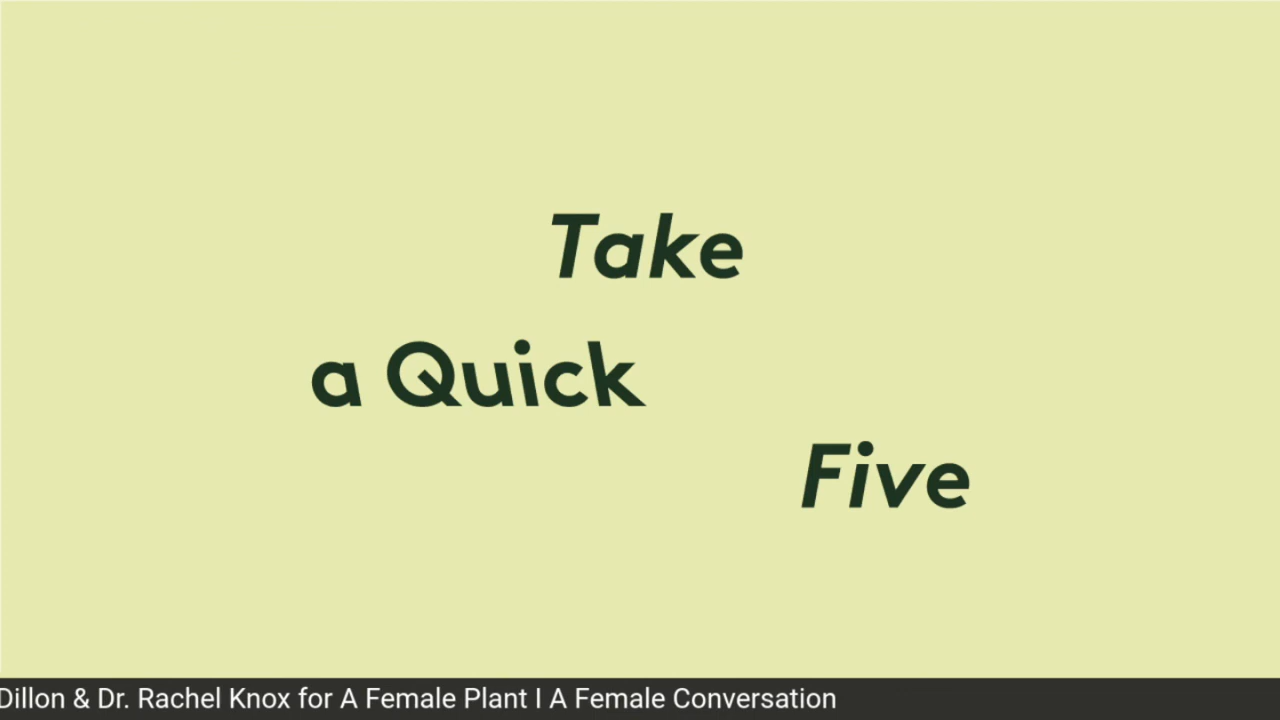 Take
a Quick
Five
Dillon & Dr. Rachel Knox for A Female Plant I A Female Conversation